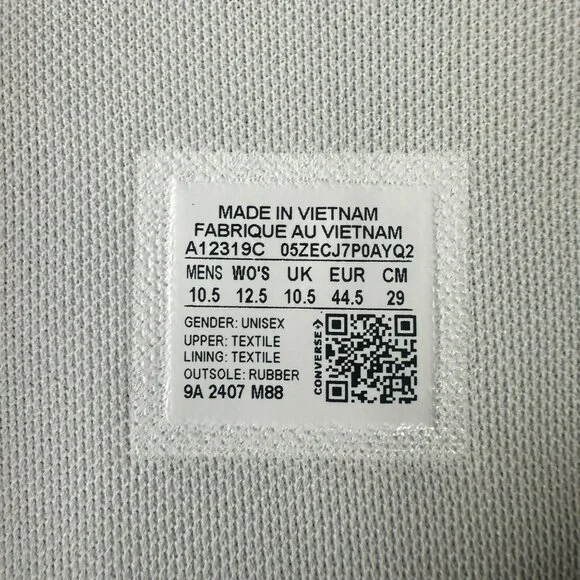 MADE IN VIETNAM
FABRIQUE AU VIETNAM
A12319C 05ZECJ7P0AYQ2
MENS WO'S UK EUR CM
10.5 12.5 10.5 44.5 29
GENDER: UNISEX
UPPER: TEXTILE
LINING: TEXTILE
OUTSOLE: RUBBER
9A 2407 M88
CONVERSE